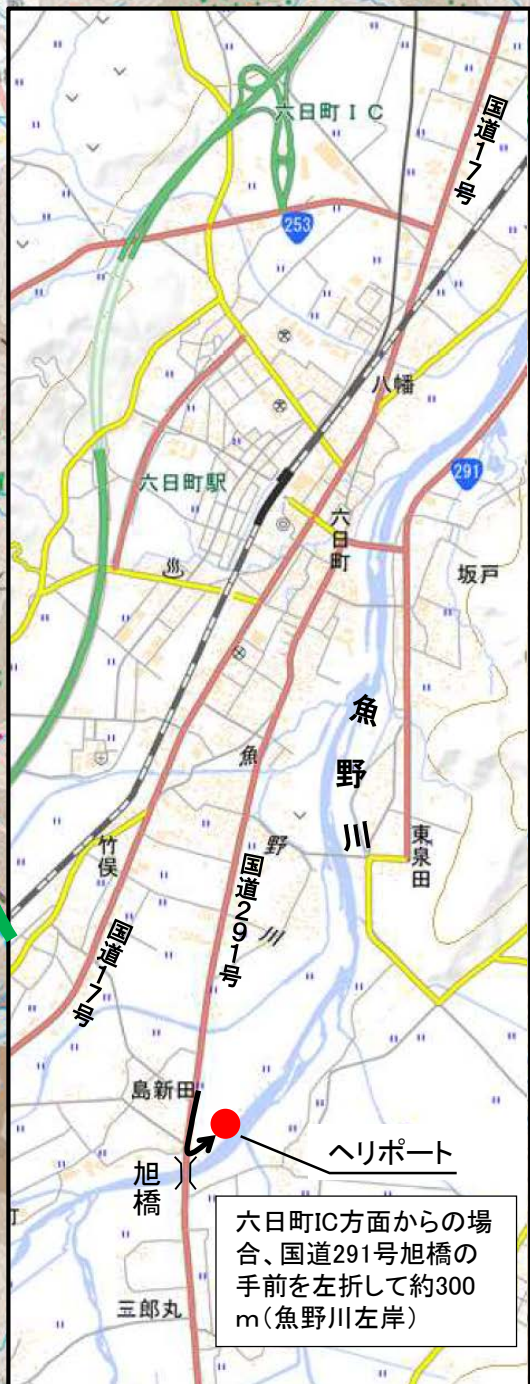 六日町ＩＣ
国道17号
253
八幡
291
六日町駅
六日町
坂戸
魚野川
魚野川
竹俣
東泉田
国道291号
国道17号
島新田
ヘリポート
旭橋
六日町IC方面からの場
合、国道291号旭橋の
手前を左折して約300
m(魚野川左岸)
三郎丸